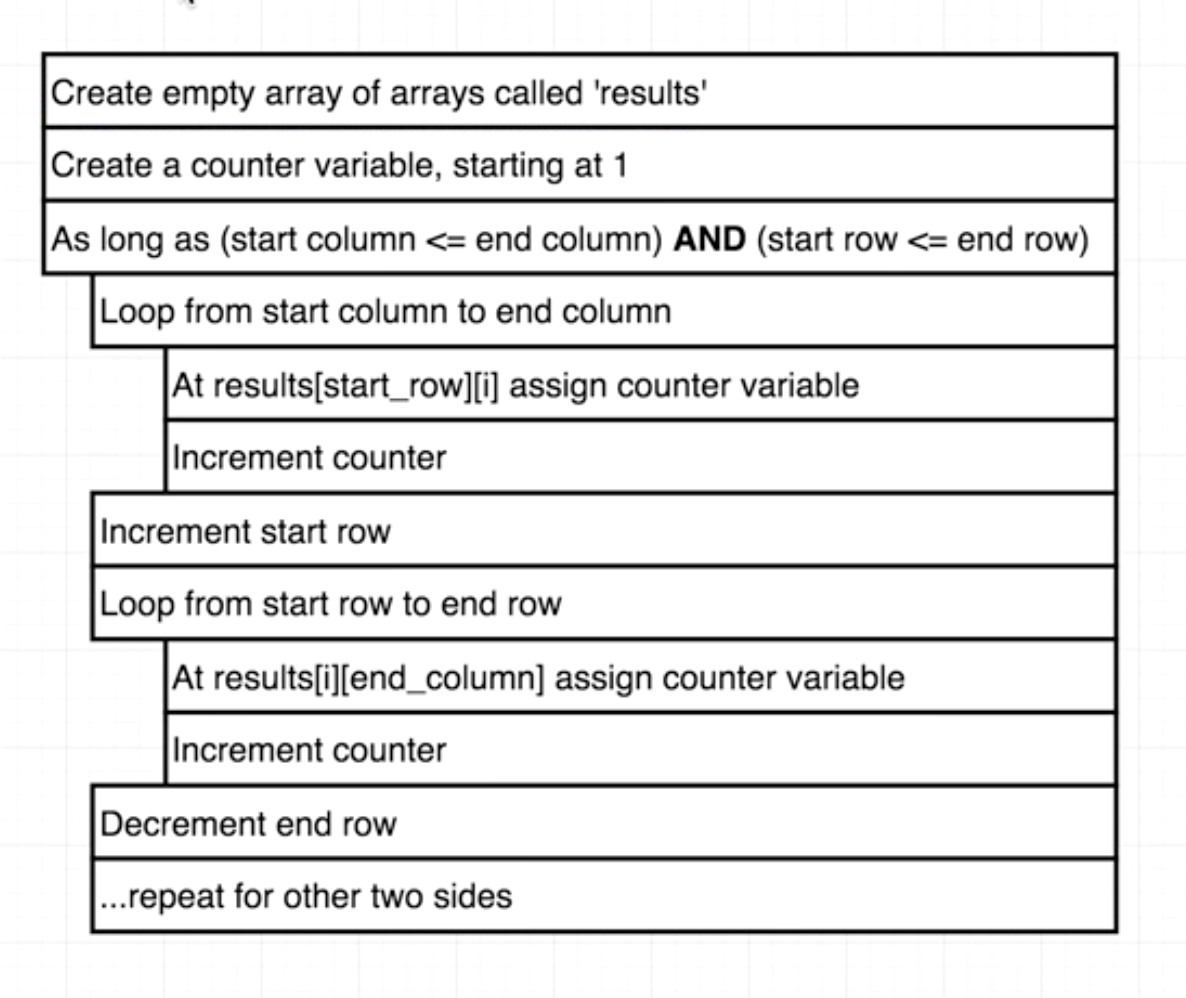 Create empty array of arrays called 'results'
Create a counter variable, starting at 1
As long as (start column <= end column) AND (start row <= end row)
Loop from start column to end column
At results[start_row][i] assign counter variable
Increment counter
Increment start row
Loop from start row to end row
At results[i][end_column] assign counter variable
Increment counter
Decrement end row
...repeat for other two sides